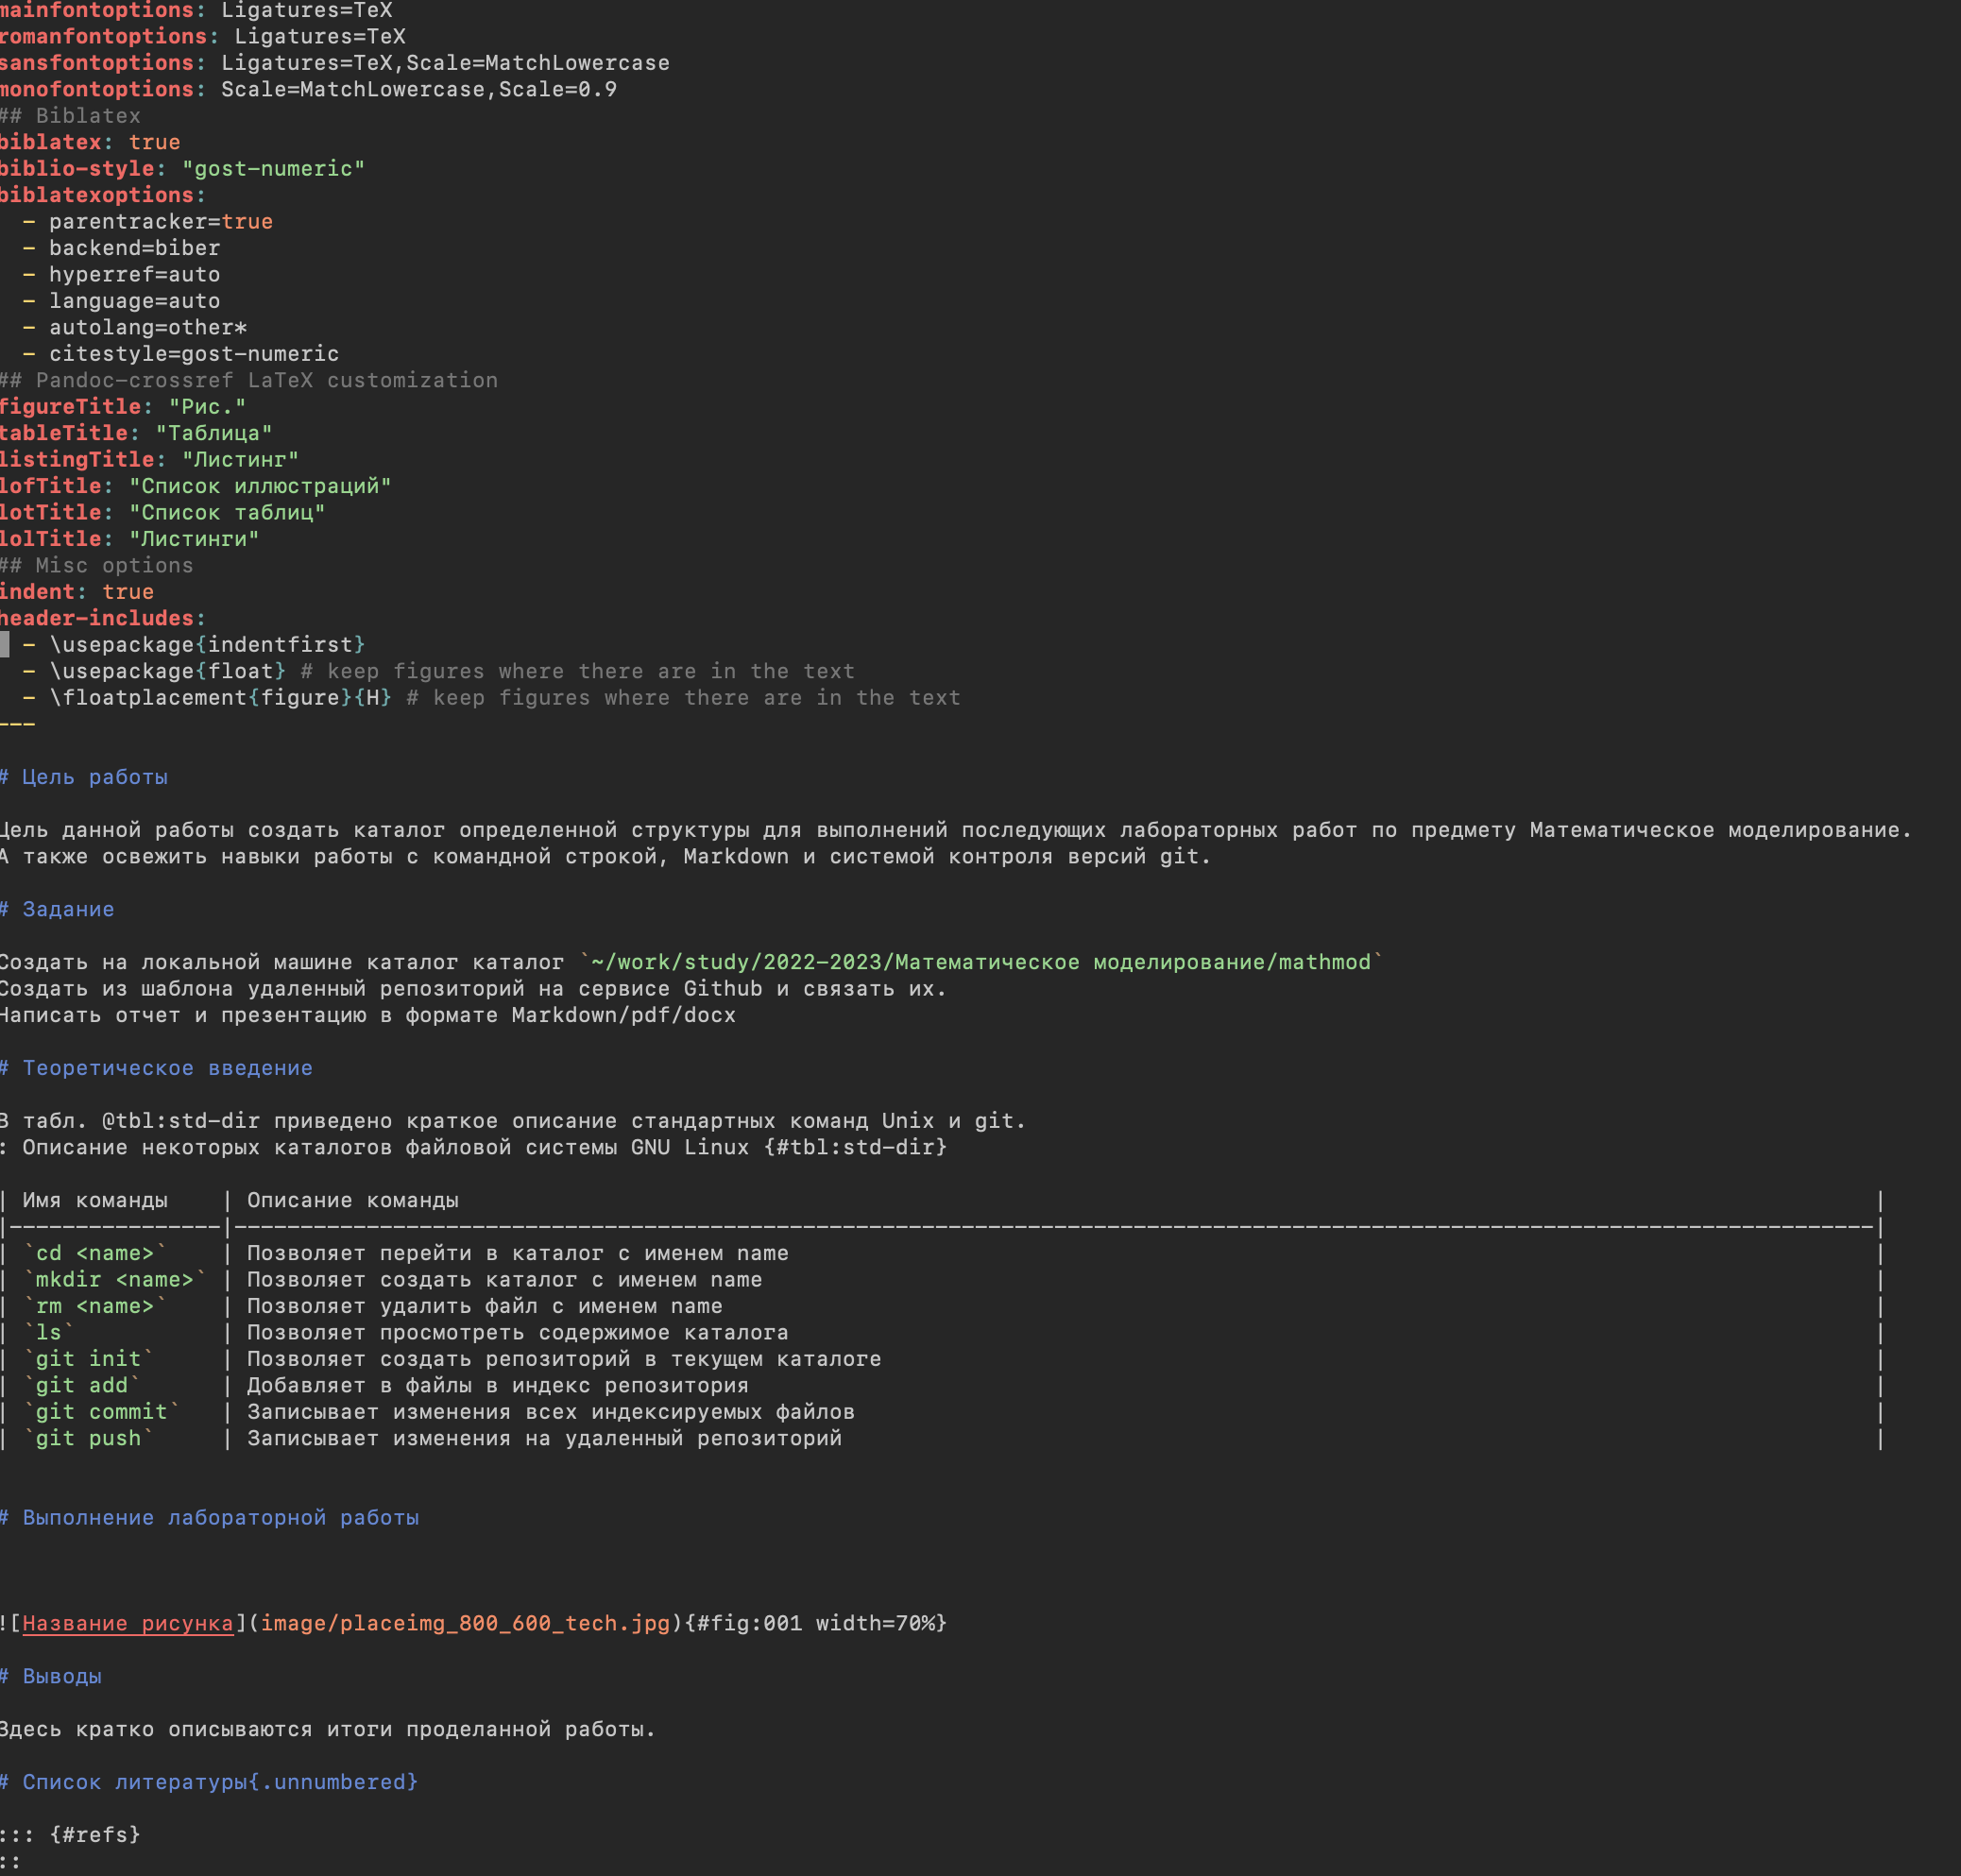 mainfontoptions: Ligatures=TeX
romanfontoptions: Ligatures=TeX
sansfontoptions: Ligatures=TeX,Scale=MatchLowercase
monofontoptions: Scale=MatchLowercase,Scale=0.9
## Biblatex
biblatex: true
biblio-style: "gost-numeric"
biblatexoptions:
  - parentracker=true
  - backend=biber
  - hyperref=auto
  - language=auto
  - autolang=other*
  - citestyle=gost-numeric
## Pandoc-crossref LaTeX customization
figureTitle: "Рис."
tableTitle: "Таблица"
listingTitle: "Листинг"
lofTitle: "Список иллюстраций"
lotTitle: "Список таблиц"
lolTitle: "Листинги"
## Misc options
indent: true
header-includes:
  - \usepackage{indentfirst}
  - \usepackage{float} # keep figures where there are in the text
  - \floatplacement{figure}{H} # keep figures where there are in the text
---
# Цель работы
Цель данной работы создать каталог определенной структуры для выполнений последующих лабораторных работ по предмету Математическое моделирование.
А также освежить навыки работы с командной строкой, Markdown и системой контроля версий git.
# Задание
Создать на локальной машине каталог каталог `~/work/study/2022-2023/Математическое моделирование/mathmod`
Создать из шаблона удаленный репозиторий на сервисе Github и связать их.
Написать отчет и презентацию в формате Markdown/pdf/docx
# Теоретическое введение
В табл. @tbl:std-dir приведено краткое описание стандартных команд Unix и git.
: Описание некоторых каталогов файловой системы GNU Linux {#tbl:std-dir}
| Имя команды    | Описание команды |
|----------------|----------------------------------------------------------------------------------------------------------------------------|
| `cd <name>`    | Позволяет перейти в каталог с именем name |
| `mkdir <name>` | Позволяет создать каталог с именем name |
| `rm <name>`    | Позволяет удалить файл с именем name |
| `ls`           | Позволяет просмотреть содержимое каталога |
| `git init`     | Позволяет создать репозиторий в текущем каталоге |
| `git add`      | Добавляет в файлы в индекс репозитория |
| `git commit`   | Записывает изменения всех индексируемых файлов |
| `git push`     | Записывает изменения на удаленный репозиторий |
# Выполнение лабораторной работы
![Название рисунка](image/placeimg_800_600_tech.jpg){#fig:001 width=70%}
# Выводы
Здесь кратко описываются итоги проделанной работы.
# Список литературы{.unnumbered}
::: {#refs}
::